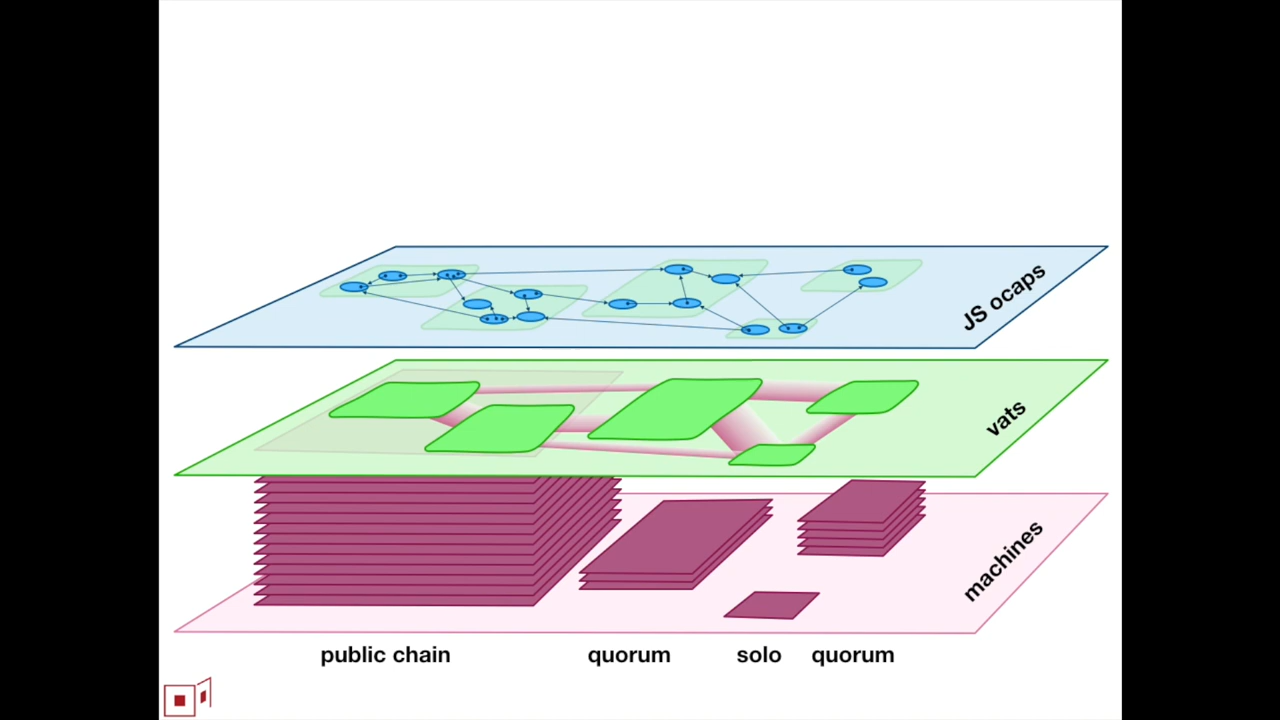 JS ocaps
vats
machines
public chain
quorum
solo
quorum